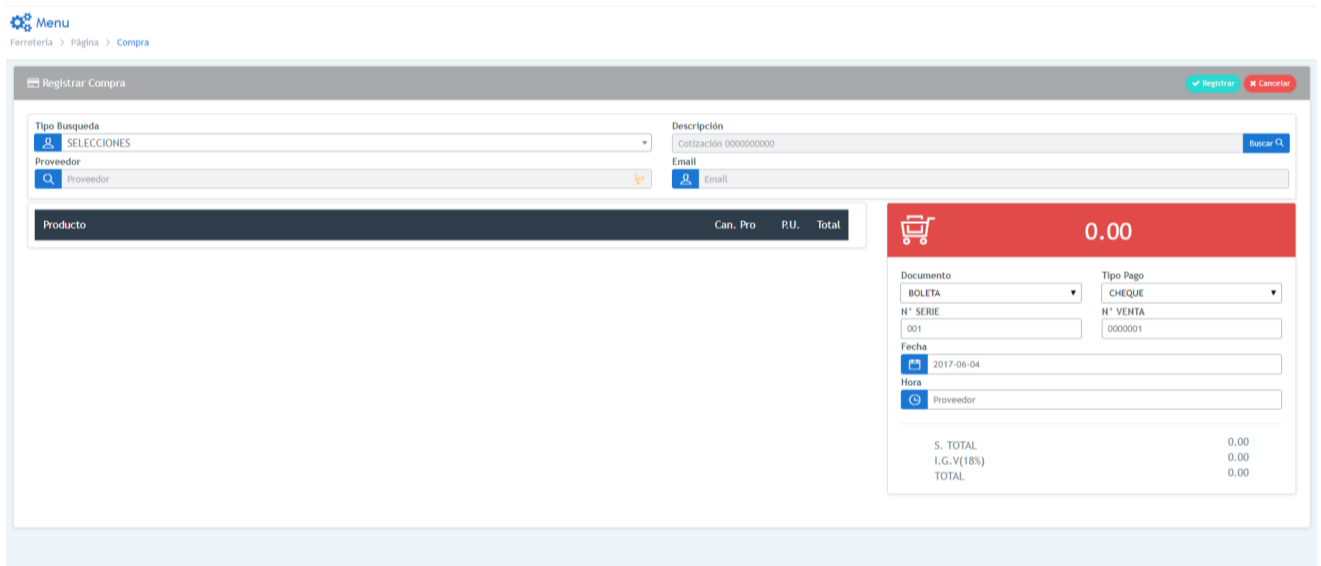 Menu
Ferreteria > Página > Compra
Registrar Compra
Registrar
Cancelar
Tipo Busqueda
SELECCIONES
Descripción
Cotización 0000000000
Buscar
Proveedor
Proveedor
Email
Email
Producto Can. Pro P.U. Total
0.00
Documento
BOLETA
Tipo Pago
CHEQUE
N° SERIE
001
N° VENTA
0000001
Fecha
2017-06-04
Hora
Proveedor
S. TOTAL 0.00
I.G.V(18%) 0.00
TOTAL 0.00